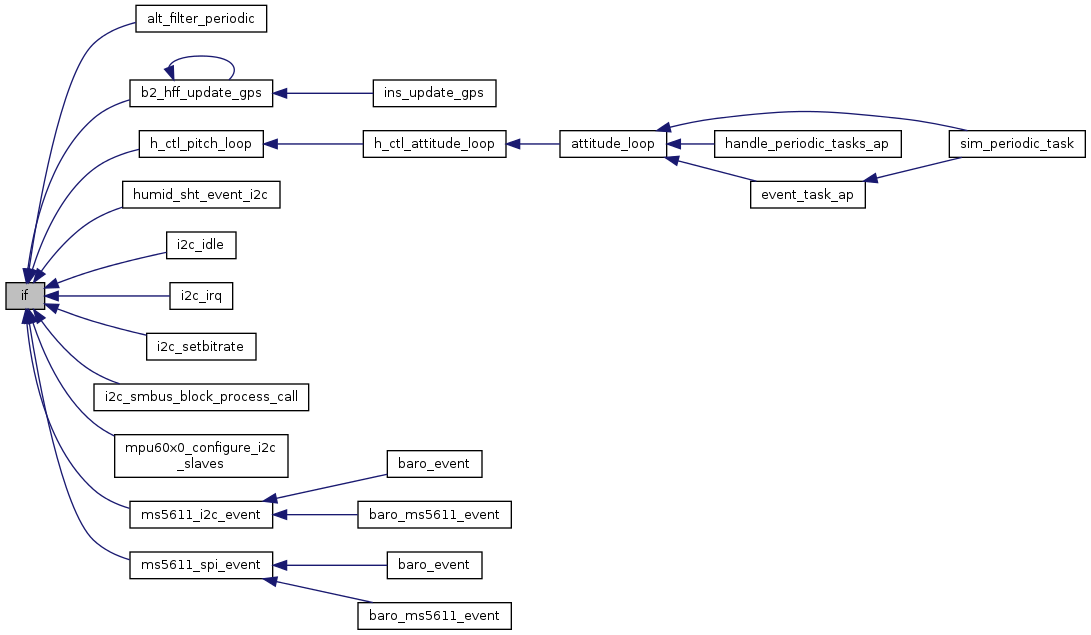 alt_filter_periodic
b2_hff_update_gps
ins_update_gps
h_ctl_pitch_loop
h_ctl_attitude_loop
attitude_loop
handle_periodic_tasks_ap
sim_periodic_task
humid_sht_event_i2c
event_task_ap
i2c_idle
if
i2c_irq
i2c_setbitrate
i2c_smbus_block_process_call
mpu60x0_configure_i2c
_slaves
baro_event
ms5611_i2c_event
baro_ms5611_event
ms5611_spi_event
baro_event
baro_ms5611_event